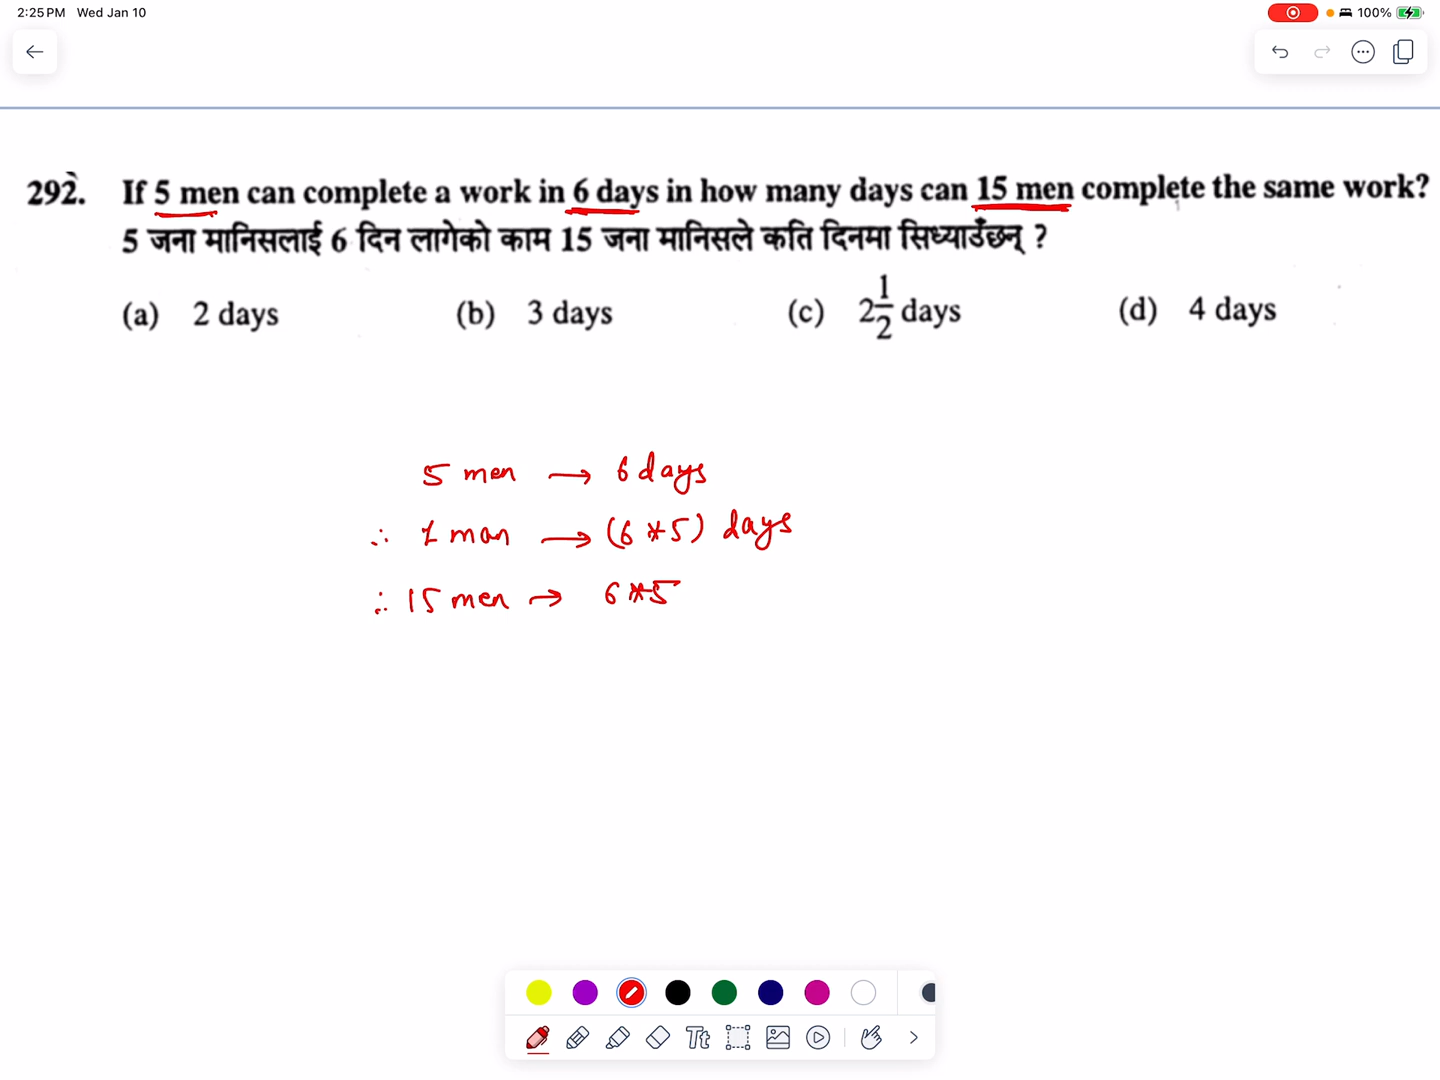 2:25 PM Wed Jan 10 100%
292. If 5 men can complete a work in 6 days in how many days can 15 men complete the same work?
5 जना मानिसलाई 6 दिन लागेको काम 15 जना मानिसले कति दिनमा सिध्याउँछन् ?
(a) 2 days (b) 3 days (c) 2 1/2 days (d) 4 days
5 men → 6 days
∴ 1 man → (6 * 5) days
∴ 15 men → 6 * 5
Tt